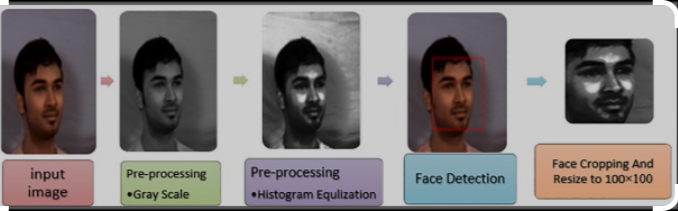 input
image
Pre-processing
•Gray Scale
Pre-processing
•Histogram Equlization
Face Detection
Face Cropping And
Resize to 100×100